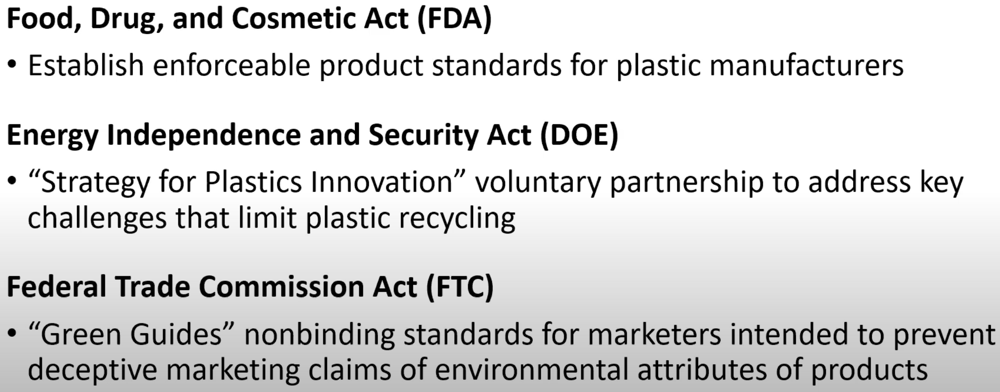 Food, Drug, and Cosmetic Act (FDA)
• Establish enforceable product standards for plastic manufacturers
Energy Independence and Security Act (DOE)
• “Strategy for Plastics Innovation” voluntary partnership to address key
challenges that limit plastic recycling
Federal Trade Commission Act (FTC)
• “Green Guides” nonbinding standards for marketers intended to prevent
deceptive marketing claims of environmental attributes of products